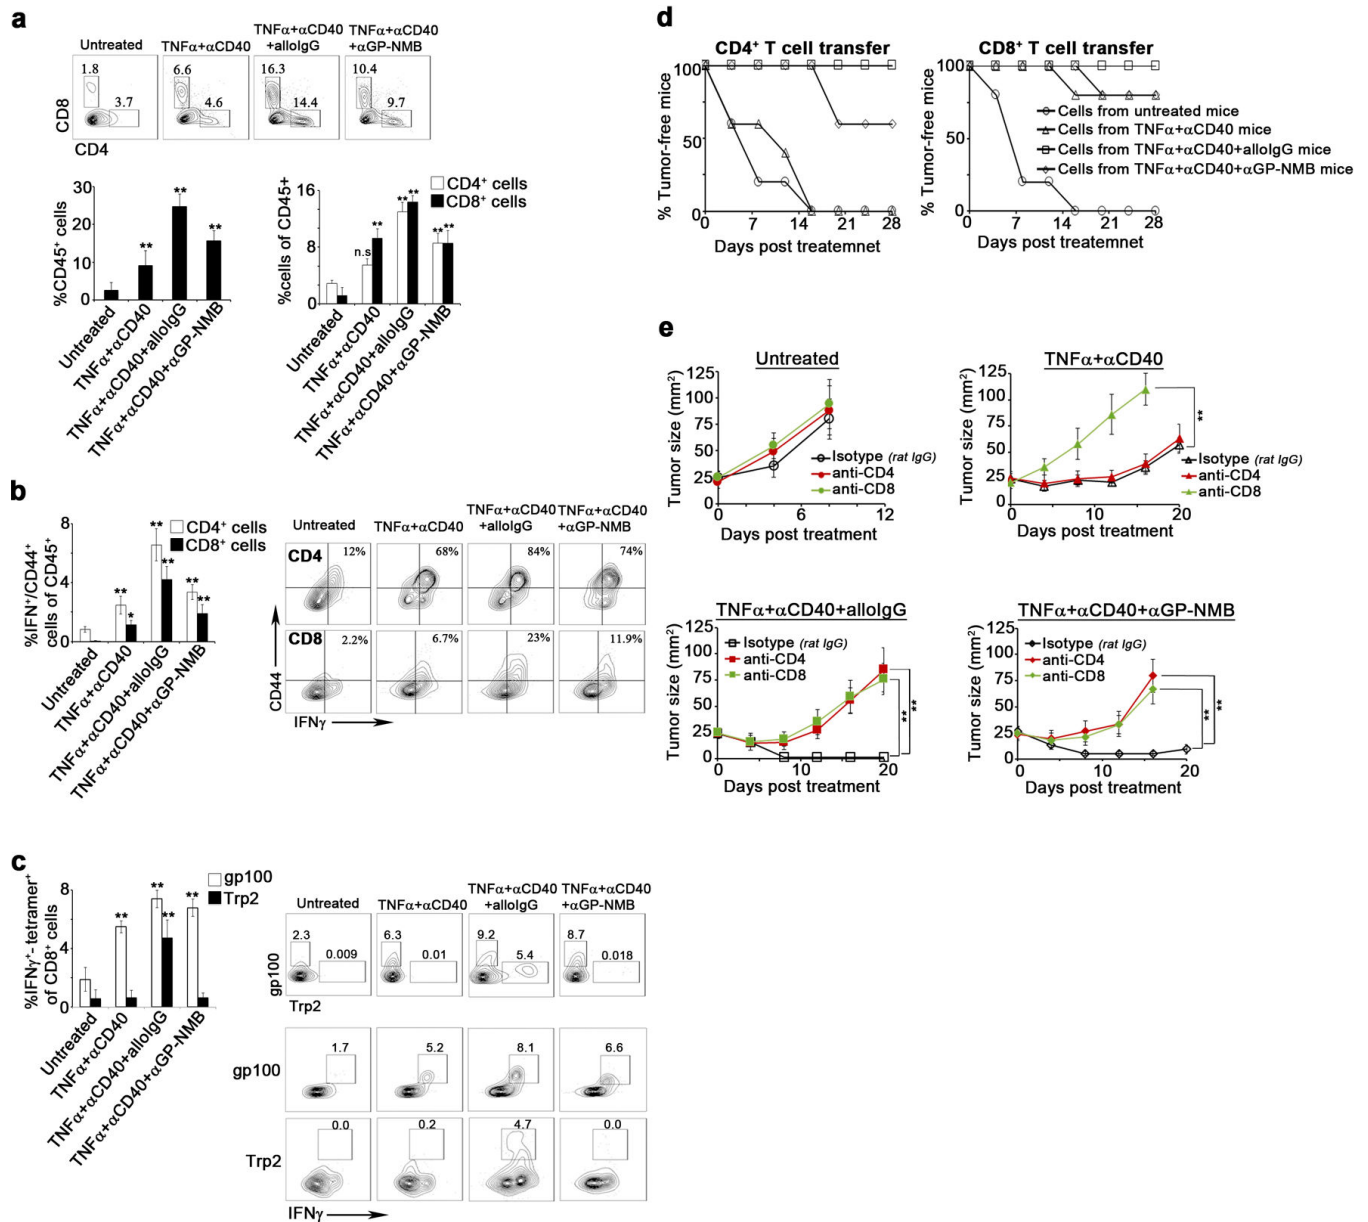 a
Untreated
TNFα+αCD40
TNFα+αCD40
+alloIgG
TNFα+αCD40
+αGP-NMB
1.8
3.7
6.6
4.6
16.3
14.4
10.4
9.7
CD8
CD4
%CD45⁺ cells
30
20
10
0
**
**
**
Untreated
TNFα+αCD40
TNFα+αCD40+alloIgG
TNFα+αCD40+αGP-NMB
%cells of CD45+
16
8
0
CD4⁺ cells
CD8⁺ cells
n.s
**
** **
** **
Untreated
TNFα+αCD40
TNFα+αCD40+alloIgG
TNFα+αCD40+αGP-NMB
b
%IFN⁺/CD44⁺
cells of CD45⁺
8
4
0
CD4⁺ cells
CD8⁺ cells
**
*
**
**
**
**
Untreated
TNFα+αCD40
TNFα+αCD40+alloIgG
TNFα+αCD40+αGP-NMB
Untreated
TNFα+αCD40
TNFα+αCD40
+alloIgG
TNFα+αCD40
+αGP-NMB
CD4
12%
68%
84%
74%
CD8
2.2%
6.7%
23%
11.9%
CD44
IFNγ
c
%IFNγ⁺-tetramer⁺
of CD8⁺ cells
8
4
0
gp100
Trp2
**
**
**
**
Untreated
TNFα+αCD40
TNFα+αCD40+alloIgG
TNFα+αCD40+αGP-NMB
Untreated
TNFα+αCD40
TNFα+αCD40
+alloIgG
TNFα+αCD40
+αGP-NMB
2.3
0.009
6.3
0.01
9.2
5.4
8.7
0.018
gp100
Trp2
gp100
1.7
5.2
8.1
6.6
Trp2
0.0
0.2
4.7
0.0
IFNγ
d
CD4⁺ T cell transfer
% Tumor-free mice
100
50
0
0 7 14 21 28
Days post treatemnet
CD8⁺ T cell transfer
% Tumor-free mice
100
50
0
0 7 14 21 28
Days post treatemnet
Cells from untreated mice
Cells from TNFα+αCD40 mice
Cells from TNFα+αCD40+alloIgG mice
Cells from TNFα+αCD40+αGP-NMB mice
e
Untreated
Tumor size (mm²)
125
100
75
50
25
0
0 6 12
Days post treatment
Isotype (rat IgG)
anti-CD4
anti-CD8
TNFα+αCD40
Tumor size (mm²)
125
100
75
50
25
0
0 10 20
Days post treatment
**
Isotype (rat IgG)
anti-CD4
anti-CD8
TNFα+αCD40+alloIgG
Tumor size (mm²)
125
100
75
50
25
0
0 10 20
Days post treatment
Isotype (rat IgG)
anti-CD4
anti-CD8
**
**
TNFα+αCD40+αGP-NMB
Tumor size (mm²)
125
100
75
50
25
0
0 10 20
Days post treatment
Isotype (rat IgG)
anti-CD4
anti-CD8
**
**